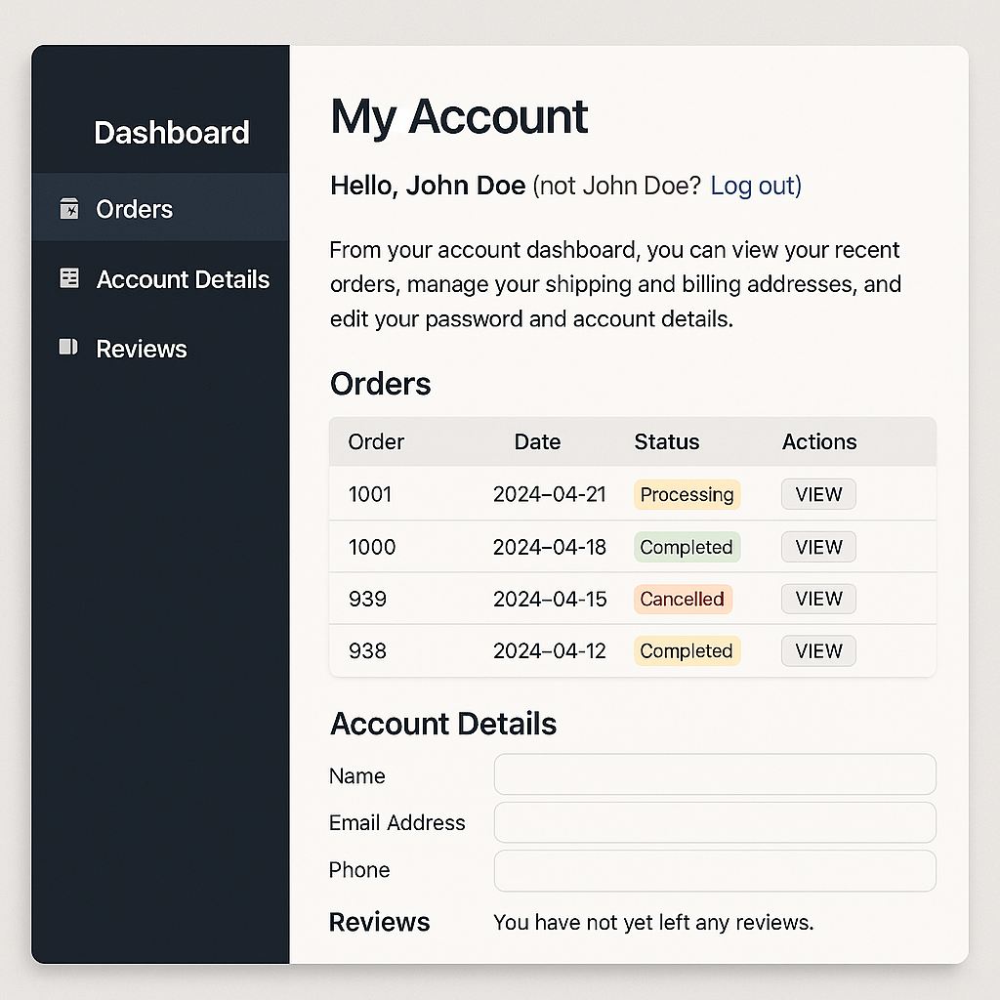 Dashboard
Orders
Account Details
Reviews
My Account
Hello, John Doe (not John Doe? Log out)
From your account dashboard, you can view your recent
orders, manage your shipping and billing addresses, and
edit your password and account details.
Orders
Order Date Status Actions
1001 2024–04-21 Processing VIEW
1000 2024–04-18 Completed VIEW
939 2024–04-15 Cancelled VIEW
938 2024–04-12 Completed VIEW
Account Details
Name
Email Address
Phone
Reviews You have not yet left any reviews.